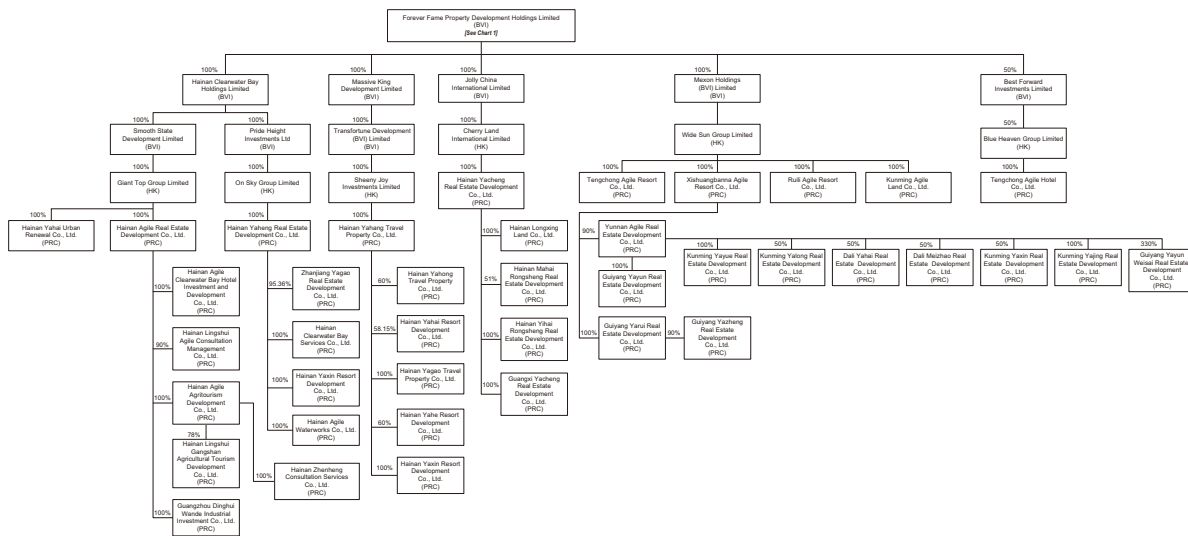 Forever Fame Property Development Holdings Limited
(BVI)
[See Chart 1]
100%
100%
100%
100%
50%
Hainan Clearwater Bay
Holdings Limited
(BVI)
Massive King
Development Limited
(BVI)
Jolly China
International Limited
(BVI)
Mexon Holdings
(BVI) Limited
(BVI)
Best Forward
Investments Limited
(BVI)
100%
100%
100%
100%
100%
50%
Smooth State
Development Limited
(BVI)
Pride Height
Investments Ltd
(BVI)
Transfortune Development
(BVI) Limited
(BVI)
Cherry Land
International Limited
(HK)
Wide Sun Group Limited
(HK)
Blue Heaven Group Limited
(HK)
100%
100%
100%
100%
100%
100%
100%
100%
100%
Giant Top Group Limited
(HK)
On Sky Group Limited
(HK)
Sheeny Joy
Investments Limited
(HK)
Hainan Yacheng
Real Estate Development
Co., Ltd.
(PRC)
Tengchong Agile Resort
Co., Ltd.
(PRC)
Xishuangbanna Agile
Resort Co., Ltd.
(PRC)
Ruili Agile Resort
Co., Ltd.
(PRC)
Kunming Agile
Land Co., Ltd.
(PRC)
Tengchong Agile Hotel
Co., Ltd.
(PRC)
100%
100%
100%
100%
Hainan Yahai Urban
Renewal Co., Ltd.
(PRC)
Hainan Agile Real Estate
Development Co., Ltd.
(PRC)
Hainan Yaheng Real Estate
Development Co., Ltd.
(PRC)
Hainan Yahang Travel
Property Co., Ltd.
(PRC)
100%
Hainan Agile
Clearwater Bay Hotel
Investment and
Development
Co., Ltd.
(PRC)
90%
Hainan Lingshui
Agile Consultation
Management
Co., Ltd.
(PRC)
100%
Hainan Agile
Agritourism
Development
Co., Ltd.
(PRC)
78%
Hainan Lingshui
Gangshan
Agricultural Tourism
Development
Co., Ltd.
(PRC)
100%
Guangzhou Dinghui
Wande Industrial
Investment Co., Ltd.
(PRC)
95.36%
Zhanjiang Yagao
Real Estate
Development
Co., Ltd.
(PRC)
100%
Hainan
Clearwater Bay
Services Co., Ltd.
(PRC)
100%
Hainan Yaxin Resort
Development
Co., Ltd.
(PRC)
100%
Hainan Agile
Waterworks Co., Ltd.
(PRC)
100%
Hainan Zhenheng
Consultation Services
Co., Ltd.
(PRC)
60%
Hainan Yahong
Travel Property
Co., Ltd.
(PRC)
58.15%
Hainan Yahai Resort
Development
Co., Ltd.
(PRC)
100%
Hainan Yagao Travel
Property Co., Ltd.
(PRC)
60%
Hainan Yahe Resort
Development
Co., Ltd.
(PRC)
100%
Hainan Yaxin Resort
Development
Co., Ltd.
(PRC)
100%
Hainan Longxing
Land Co., Ltd.
(PRC)
51%
Hainan Mahai
Rongsheng Real
Estate Development
Co., Ltd.
(PRC)
100%
Hainan Yihai
Rongsheng Real
Estate Development
Co., Ltd.
(PRC)
100%
Guangxi Yacheng
Real Estate
Development
Co., Ltd.
(PRC)
90%
Yunnan Agile Real
Estate Development
Co., Ltd.
(PRC)
100%
Guiyang Yayun Real
Estate Development
Co., Ltd.
(PRC)
100%
Guiyang Yarui Real
Estate Development
Co., Ltd.
(PRC)
90%
Guiyang Yazheng
Real Estate
Development
Co., Ltd.
(PRC)
100%
Kunming Yayue Real
Estate Development
Co., Ltd.
(PRC)
50%
Kunming Yalong Real
Estate Development
Co., Ltd.
(PRC)
50%
Dali Yahai Real
Estate Development
Co., Ltd.
(PRC)
50%
Dali Meizhao Real
Estate Development
Co., Ltd.
(PRC)
50%
Kunming Yaxin Real
Estate Development
Co., Ltd.
(PRC)
100%
Kunming Yajing Real
Estate Development
Co., Ltd.
(PRC)
330%
Guiyang Yayun
Weisai Real Estate
Development
Co., Ltd.
(PRC)